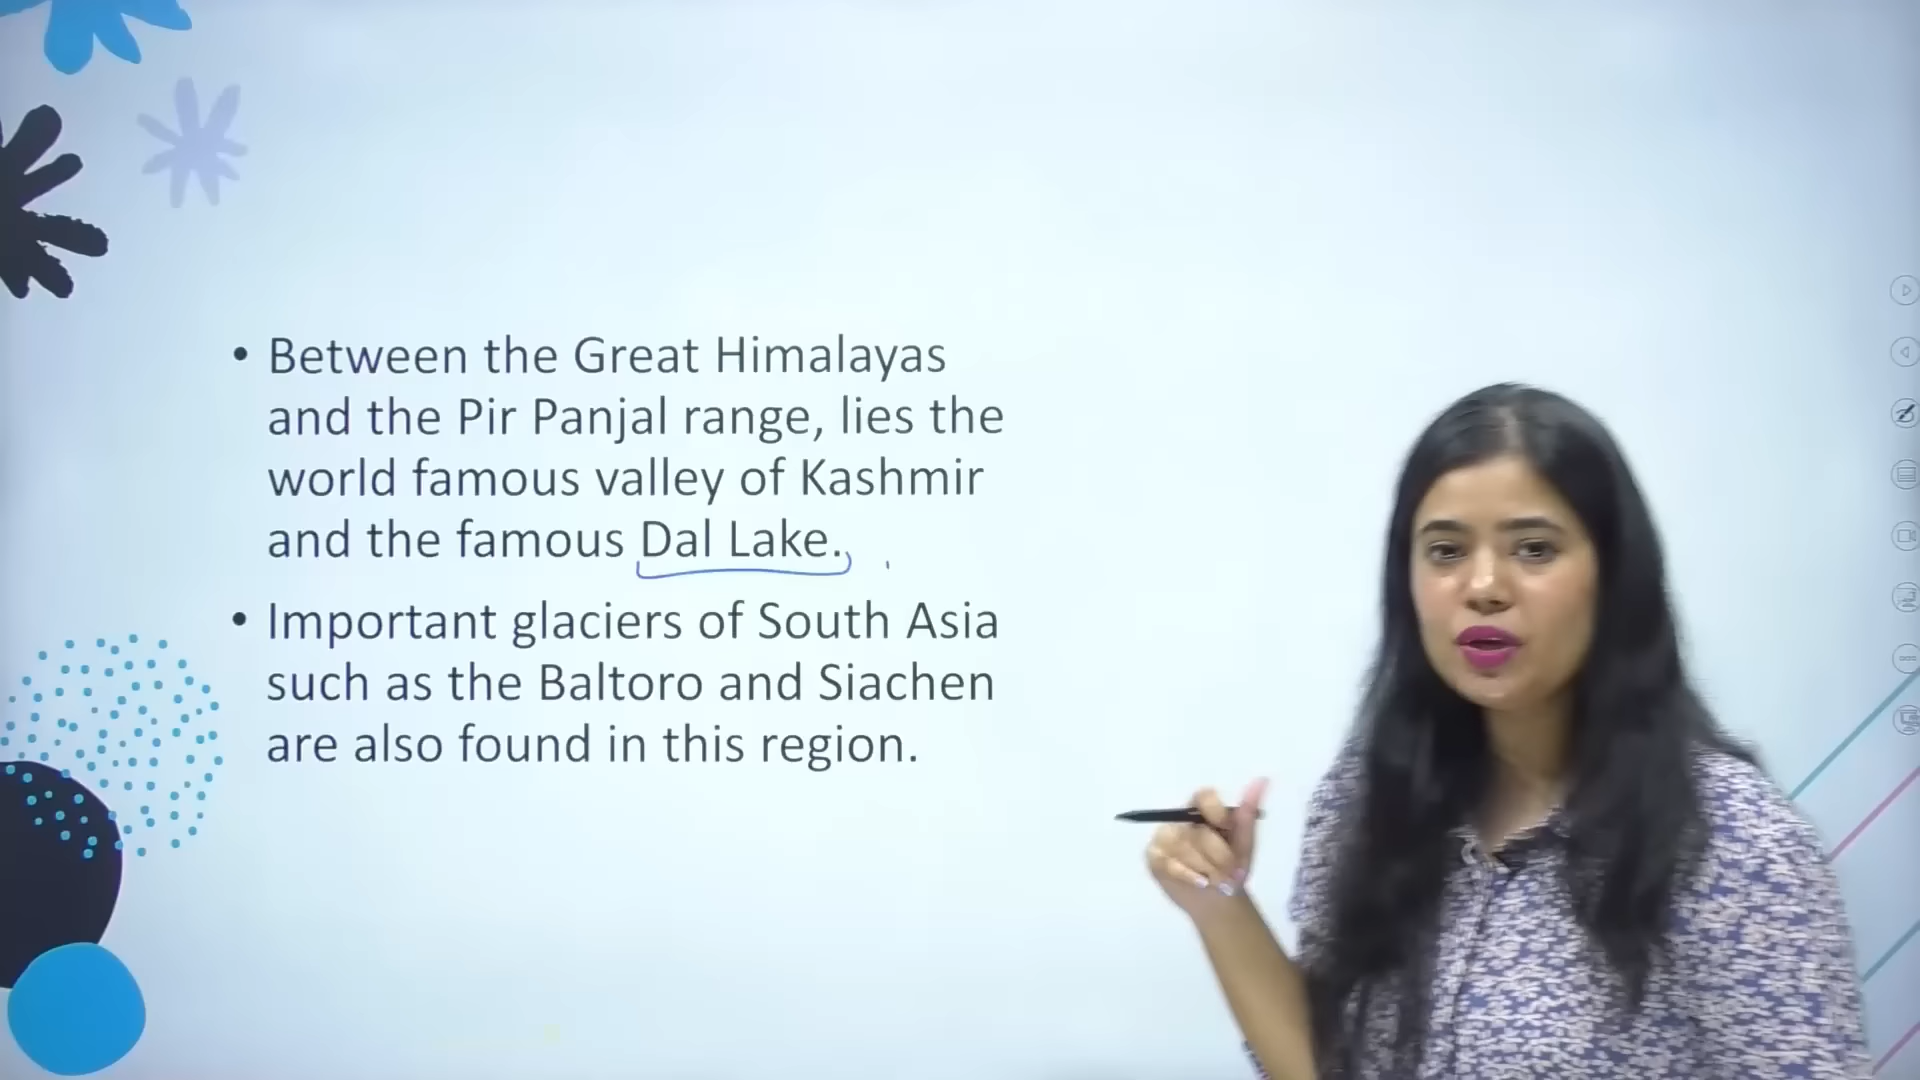 • Between the Great Himalayas
and the Pir Panjal range, lies the
world famous valley of Kashmir
and the famous Dal Lake.
• Important glaciers of South Asia
such as the Baltoro and Siachen
are also found in this region.